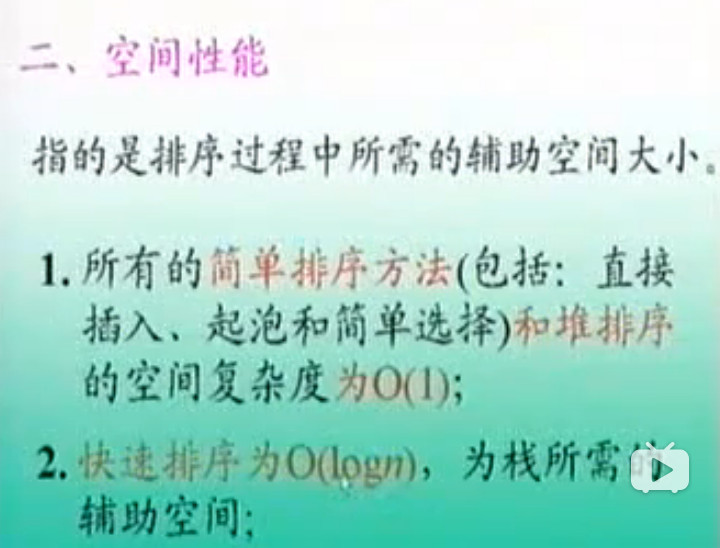 二、空间性能
指的是排序过程中所需的辅助空间大小。
1. 所有的简单排序方法(包括：直接
插入、起泡和简单选择)和堆排序
的空间复杂度为O(1);
2. 快速排序为O(logn)，为栈所需的
辅助空间;